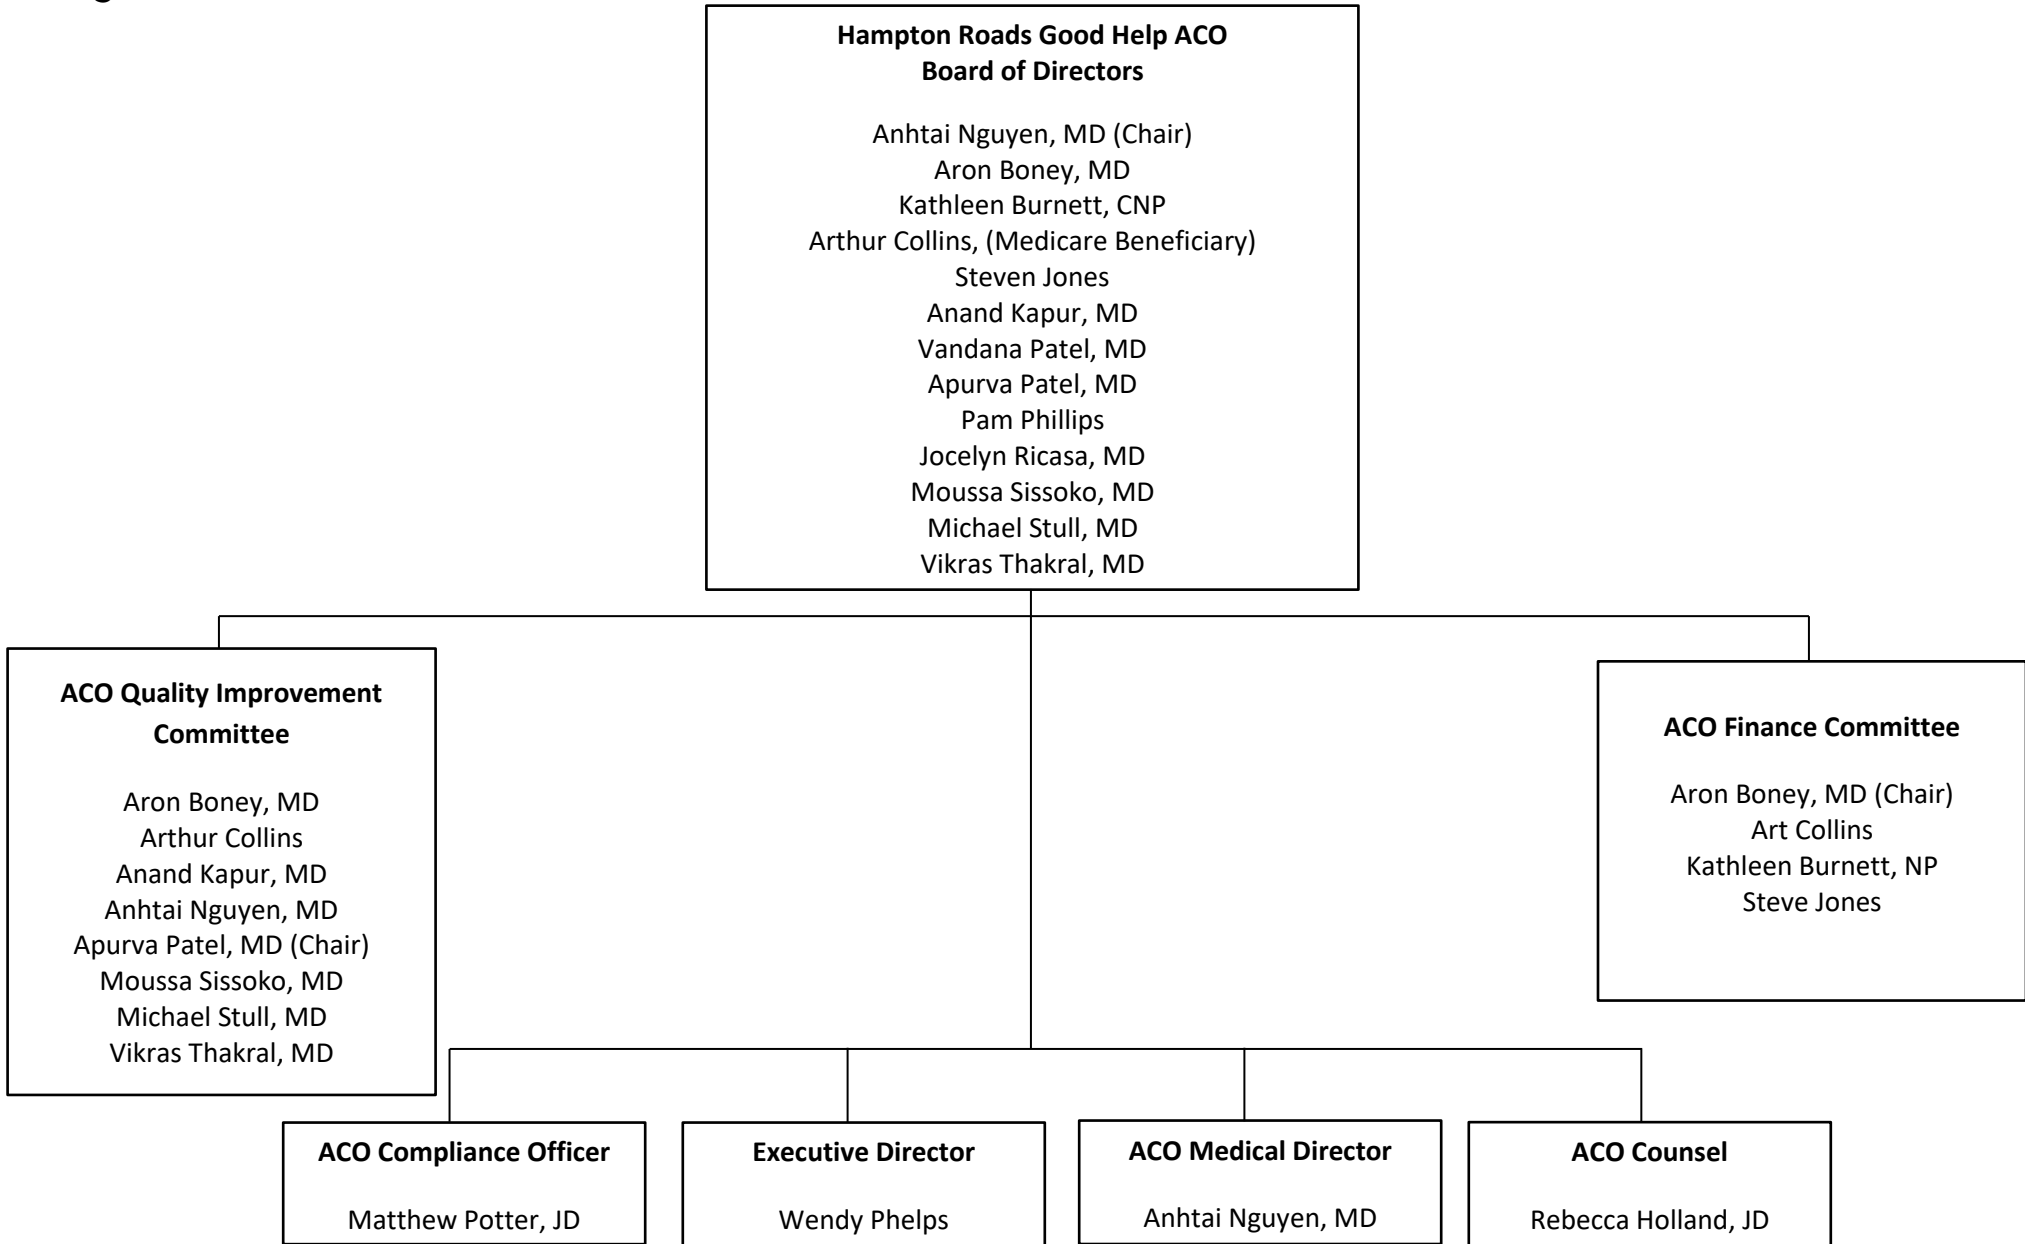 Hampton Roads Good Help ACO
Board of Directors
Anhtai Nguyen, MD (Chair)
Aron Boney, MD
Kathleen Burnett, CNP
Arthur Collins, (Medicare Beneficiary)
Steven Jones
Anand Kapur, MD
Vandana Patel, MD
Apurva Patel, MD
Pam Phillips
Jocelyn Ricasa, MD
Moussa Sissoko, MD
Michael Stull, MD
Vikras Thakral, MD
ACO Quality Improvement
Committee
Aron Boney, MD
Arthur Collins
Anand Kapur, MD
Anhtai Nguyen, MD
Apurva Patel, MD (Chair)
Moussa Sissoko, MD
Michael Stull, MD
Vikras Thakral, MD
ACO Finance Committee
Aron Boney, MD (Chair)
Art Collins
Kathleen Burnett, NP
Steve Jones
ACO Compliance Officer
Matthew Potter, JD
Executive Director
Wendy Phelps
ACO Medical Director
Anhtai Nguyen, MD
ACO Counsel
Rebecca Holland, JD